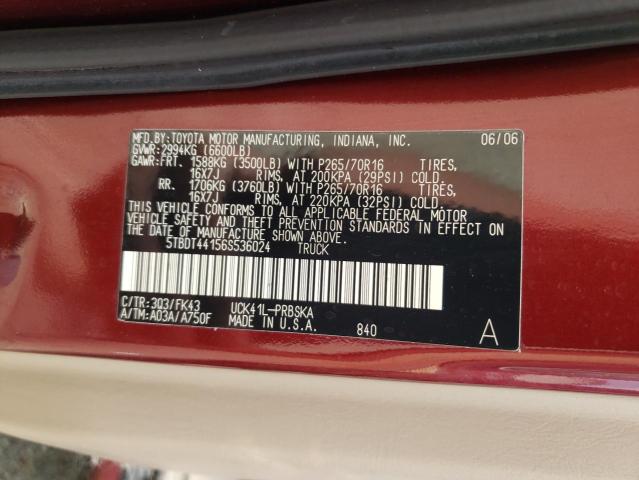 MFD.BY: TOYOTA MOTOR MANUFACTURING, INDIANA, INC. 06/06
GVWR: 2994KG (6600LB)
GAWR: FRT. 1588KG (3500LB) WITH P265/70R16 TIRES,
16X7J RIMS, AT 200KPA (29PSI) COLD.
RR. 1706KG (3760LB) WITH P265/70R16 TIRES,
16X7J RIMS, AT 220KPA (32PSI) COLD.
THIS VEHICLE CONFORMS TO ALL APPLICABLE FEDERAL MOTOR
VEHICLE SAFETY AND THEFT PREVENTION STANDARDS IN EFFECT ON
THE DATE OF MANUFACTURE SHOWN ABOVE.
5TBDT44156S536024 TRUCK
C/TR: 3Q3/FK43 UCK41L-PRBSKA
A/TM: A03A/A750F MADE IN U.S.A. 840 A